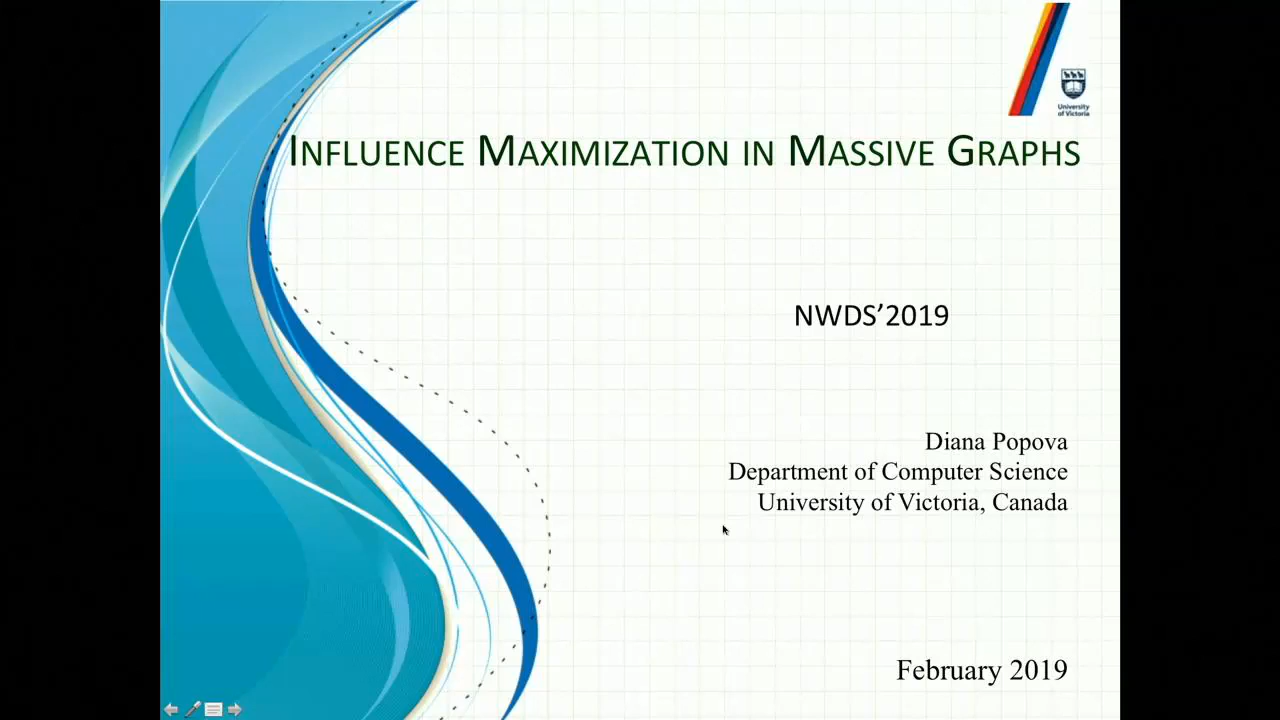 University
of Victoria
INFLUENCE MAXIMIZATION IN MASSIVE GRAPHS
NWDS’2019
Diana Popova
Department of Computer Science
University of Victoria, Canada
February 2019